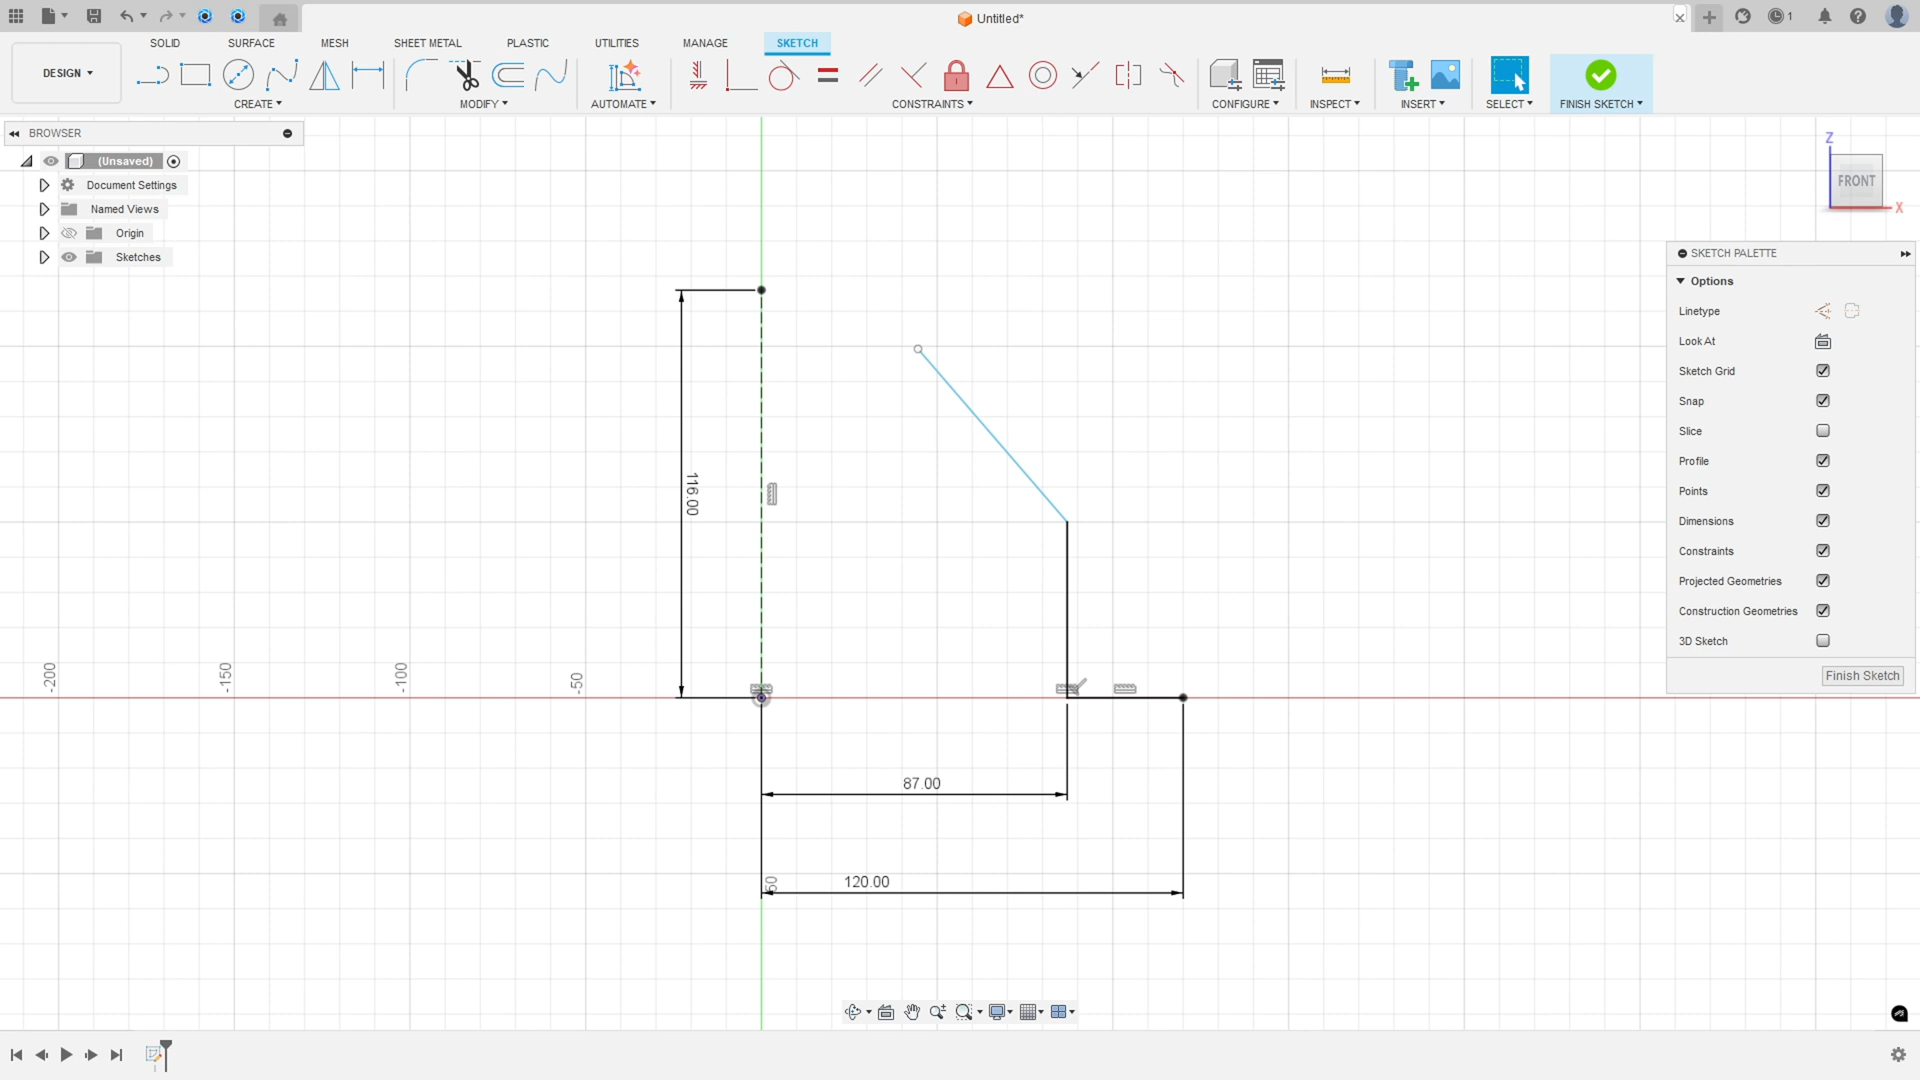 Untitled*
1
SOLID SURFACE MESH SHEET METAL PLASTIC UTILITIES MANAGE SKETCH
DESIGN
CREATE MODIFY AUTOMATE CONSTRAINTS CONFIGURE INSPECT INSERT SELECT FINISH SKETCH
BROWSER
(Unsaved)
Document Settings
Named Views
Origin
Sketches
Z
FRONT
X
SKETCH PALETTE
Options
Linetype
Look At
Sketch Grid
Snap
Slice
Profile
Points
Dimensions
Constraints
Projected Geometries
Construction Geometries
3D Sketch
Finish Sketch
116.00
-200
-150
-100
-50
87.00
120.00
50